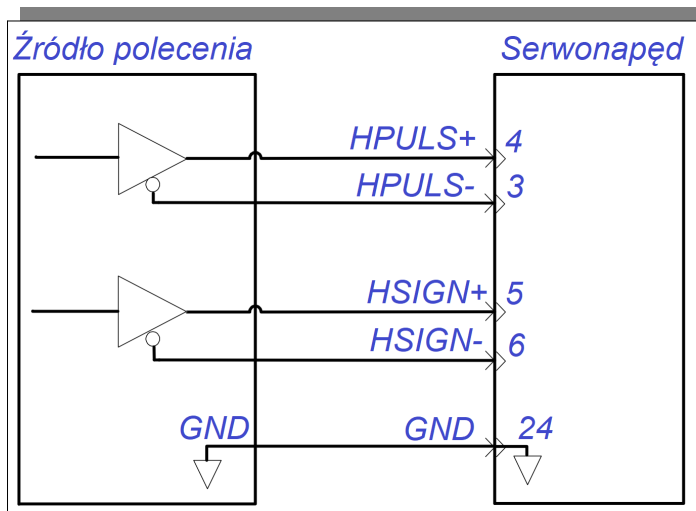 Źródło polecenia
Serwonapęd
HPULS+ 4
HPULS- 3
HSIGN+ 5
HSIGN- 6
GND GND 24